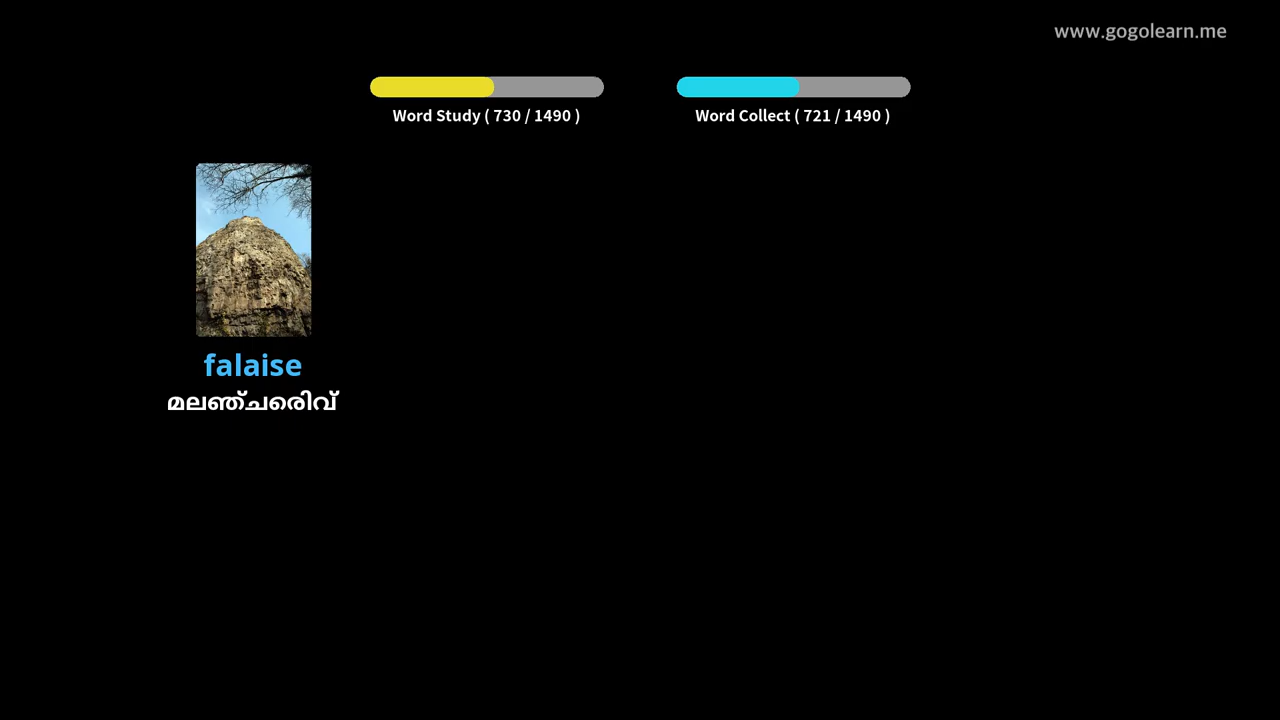 www.gogolearn.me
Word Study ( 730 / 1490 )
Word Collect ( 721 / 1490 )
falaise
മലഞ്ചരിെവ്